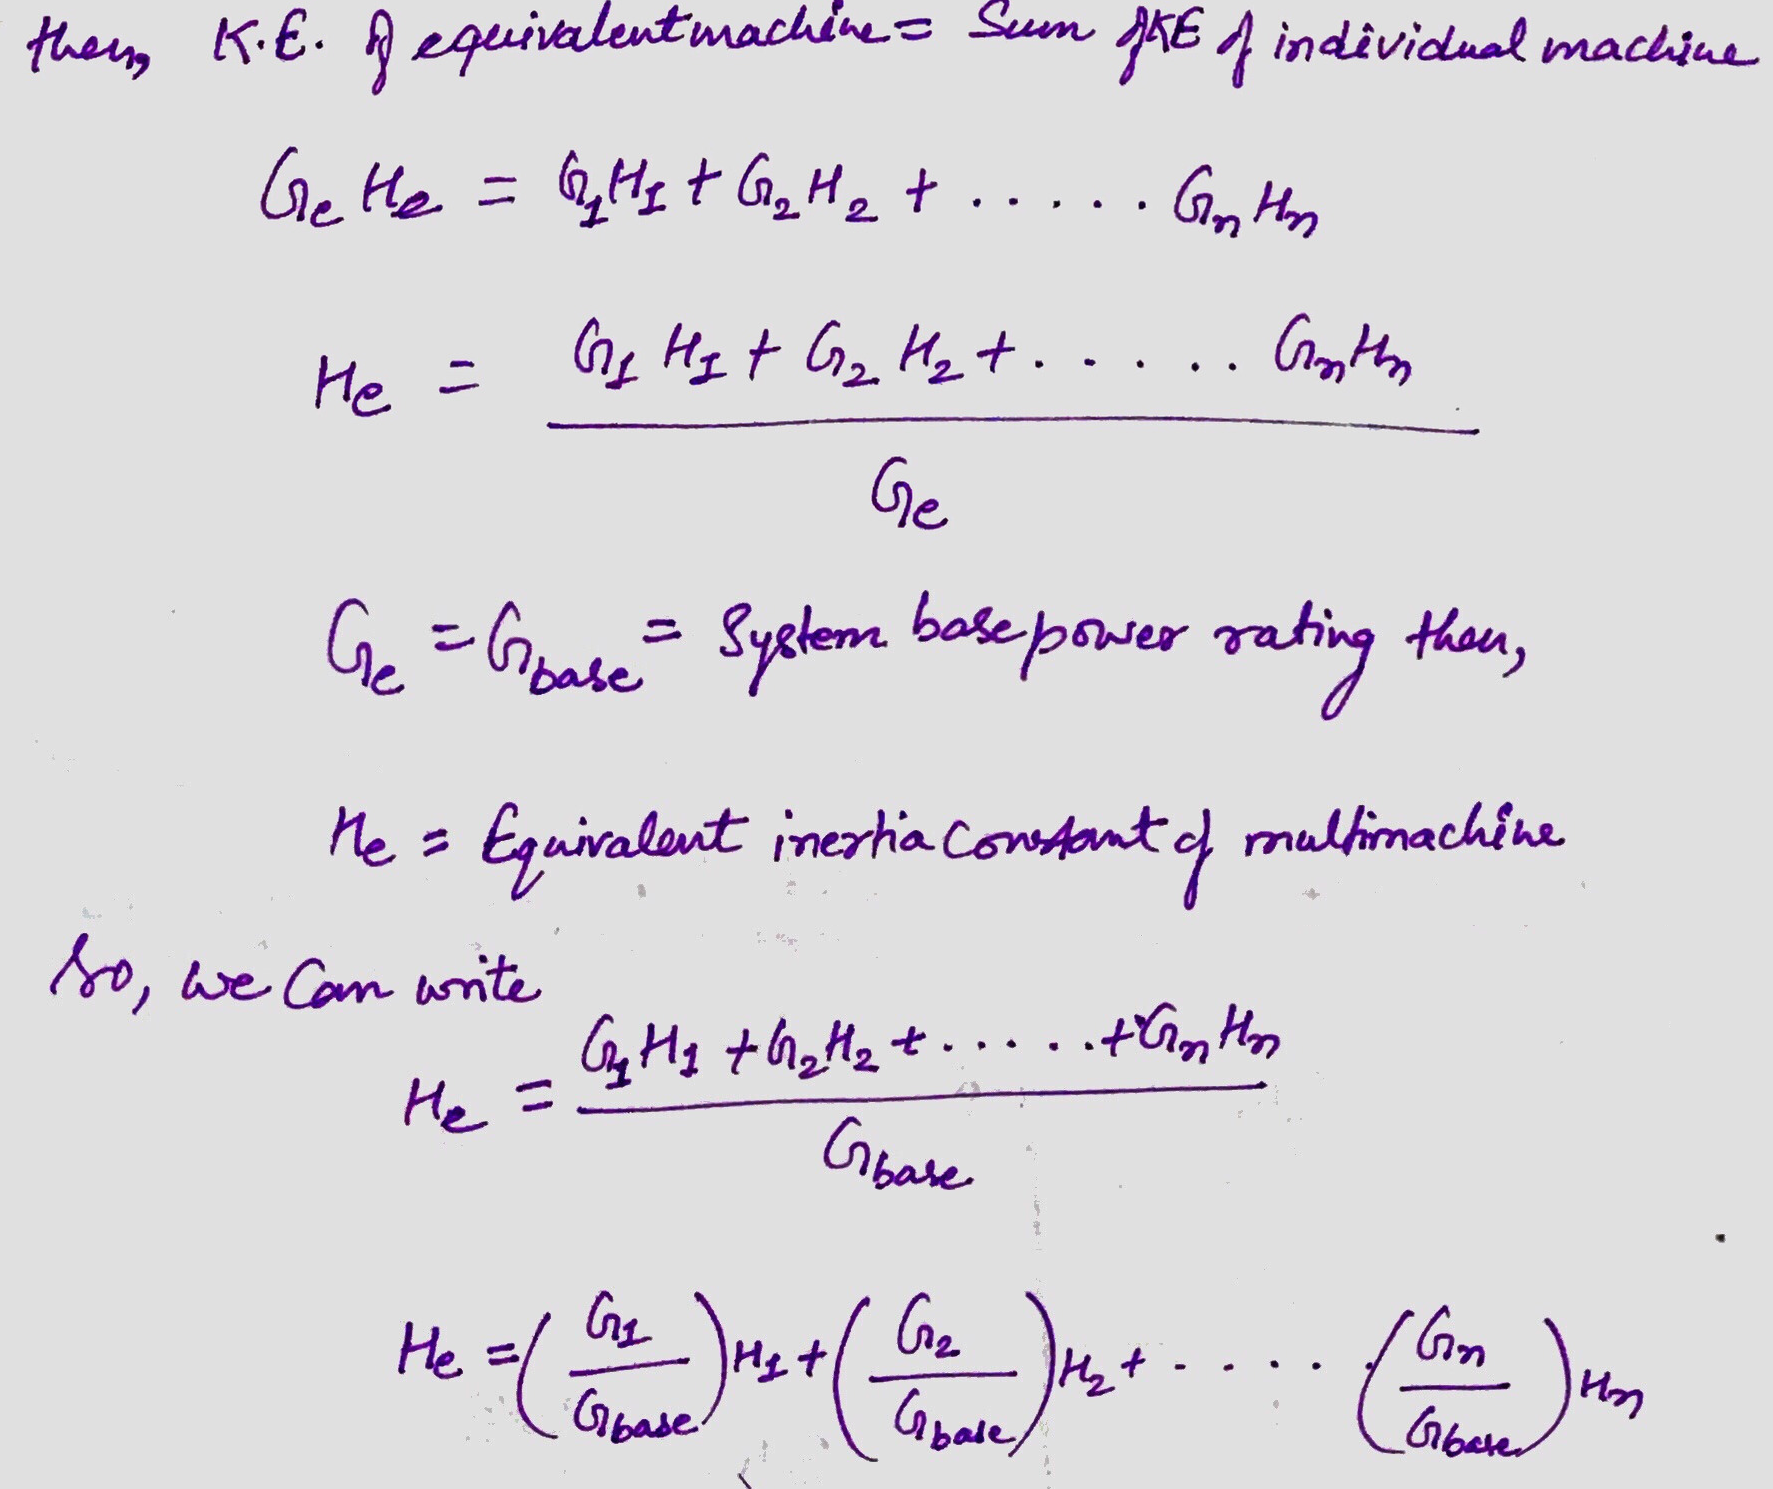 then, K.E. of equivalent machine = Sum of KE of individual machine
GeHe = G1H1 + G2H2 + ..... GnHn
He = G1H1 + G2H2 + ...... GnHn
Ge
Ge = Gbase = System base power rating then,
He = Equivalent inertia constant of multimachine
So, we can write
He = G1H1 + G2H2 + ...... + GnHn
Gbase
He = (G1/Gbase)H1 + (G2/Gbase)H2 + ..... (Gn/Gbase)Hn